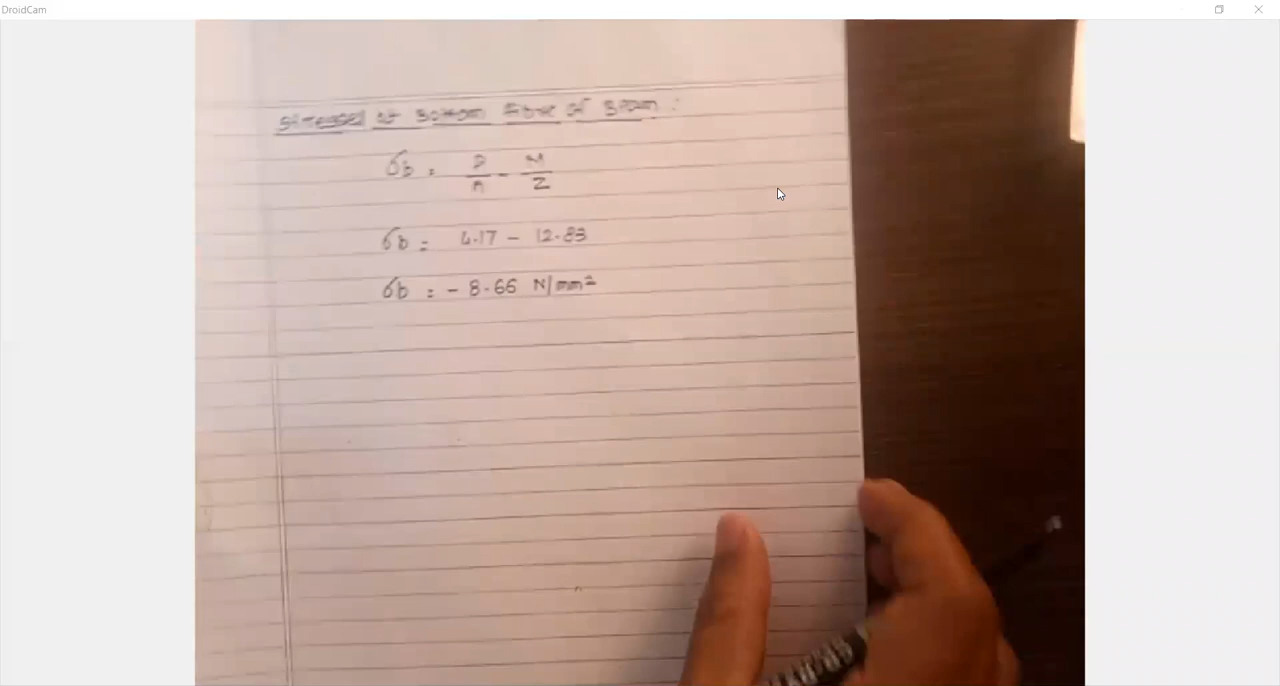 DroidCam
Stresses at Bottom Fibre of Beam :
σb = P/A - M/Z
σb = 4.17 - 12.83
σb = - 8.66 N/mm²